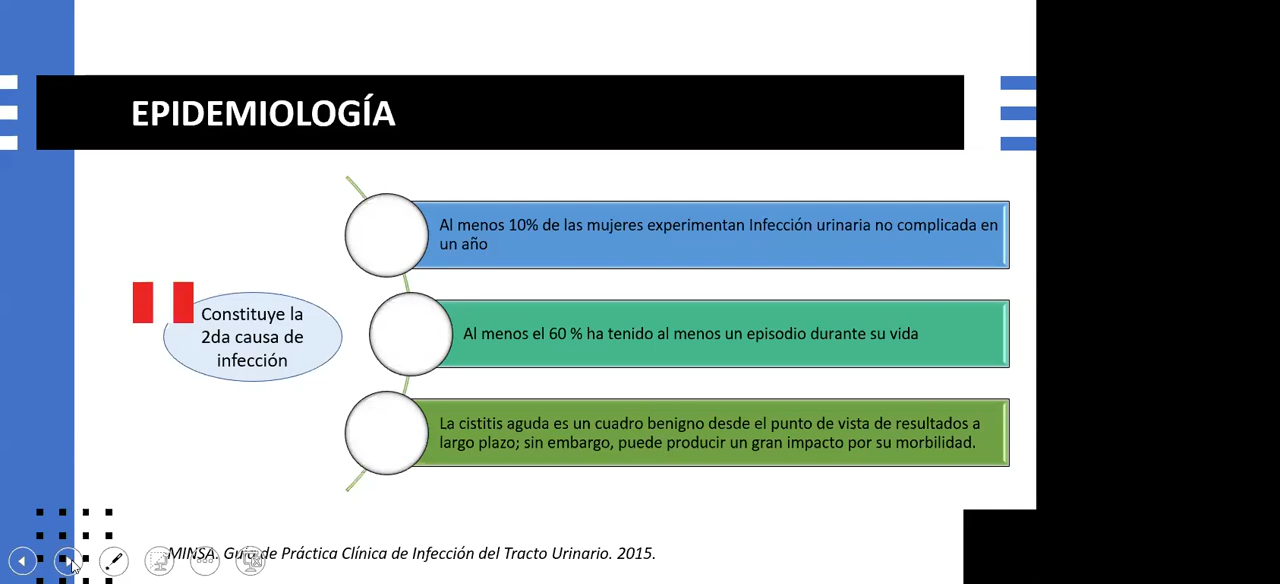 EPIDEMIOLOGÍA
Al menos 10% de las mujeres experimentan Infección urinaria no complicada en
un año
Constituye la
2da causa de
infección
Al menos el 60 % ha tenido al menos un episodio durante su vida
La cistitis aguda es un cuadro benigno desde el punto de vista de resultados a
largo plazo; sin embargo, puede producir un gran impacto por su morbilidad.
MINSA. Guía de Práctica Clínica de Infección del Tracto Urinario. 2015.